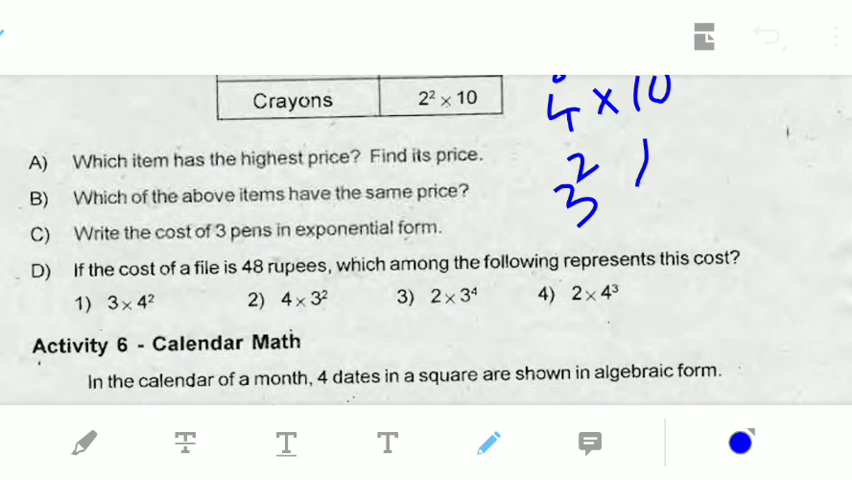 Crayons 2² × 10
4 × 10
2 1
3
A) Which item has the highest price? Find its price.
B) Which of the above items have the same price?
C) Write the cost of 3 pens in exponential form.
D) If the cost of a file is 48 rupees, which among the following represents this cost?
1) 3 × 4² 2) 4 × 3² 3) 2 × 3⁴ 4) 2 × 4³
Activity 6 - Calendar Math
In the calendar of a month, 4 dates in a square are shown in algebraic form.
T T T